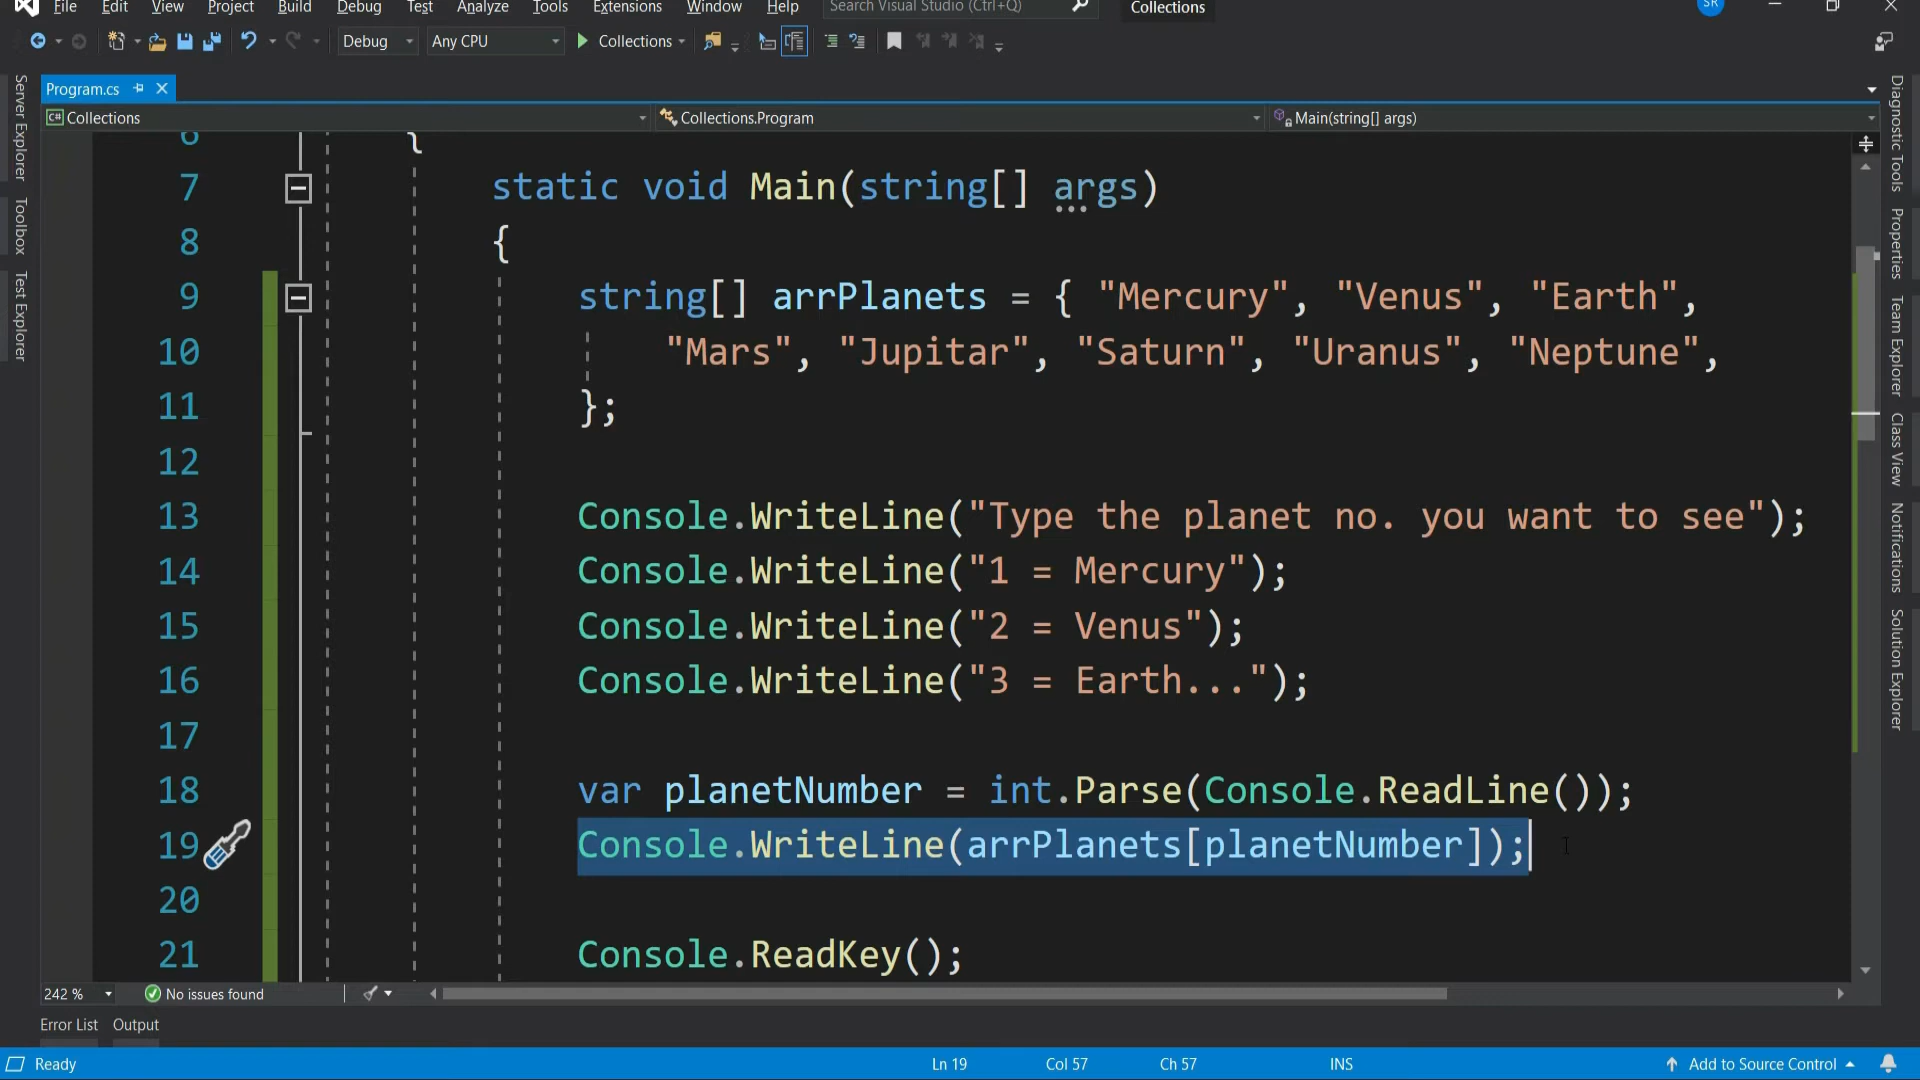 File Edit View Project Build Debug Test Analyze Tools Extensions Window Help Search Visual Studio (Ctrl+Q) Collections SR
Debug Any CPU Collections
Program.cs
C# Collections Collections.Program Main(string[] args)
Server Explorer
Toolbox
Test Explorer
6 {
7 static void Main(string[] args)
8 {
9 string[] arrPlanets = { "Mercury", "Venus", "Earth",
10 "Mars", "Jupitar", "Saturn", "Uranus", "Neptune",
11 };
12
13 Console.WriteLine("Type the planet no. you want to see");
14 Console.WriteLine("1 = Mercury");
15 Console.WriteLine("2 = Venus");
16 Console.WriteLine("3 = Earth...");
17
18 var planetNumber = int.Parse(Console.ReadLine());
19 Console.WriteLine(arrPlanets[planetNumber]);
20
21 Console.ReadKey();
Diagnostic Tools
Properties
Team Explorer
Class View
Notifications
Solution Explorer
242 % No issues found
Error List Output
Ready Ln 19 Col 57 Ch 57 INS Add to Source Control